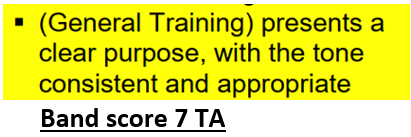 ▪ (General Training) presents a
clear purpose, with the tone
consistent and appropriate
Band score 7 TA